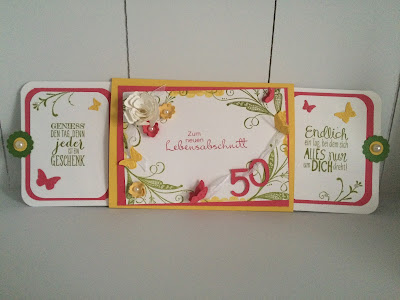 GENIESS
DEN TAG, DENN
jeder
IST EIN
GESCHENK
Zum
neuen
Lebensabschnitt
50
Endlich
ein Tag, bei dem sich
ALLES nur
um DICH dreht!